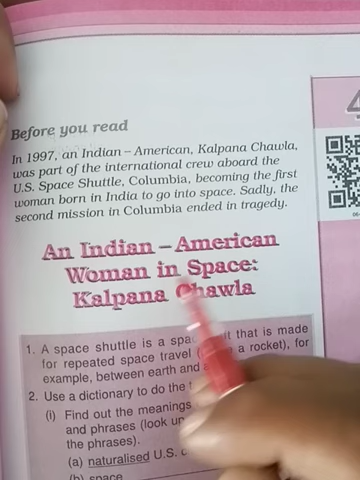 Before you read
In 1997, an Indian – American, Kalpana Chawla,
was part of the international crew aboard the
U.S. Space Shuttle, Columbia, becoming the first
woman born in India to go into space. Sadly, the
second mission in Columbia ended in tragedy.
An Indian – American
Woman in Space:
Kalpana Chawla
1. A space shuttle is a that is made
for repeated space travel a rocket), for
example, between earth and
2. Use a dictionary to do the
(i) Find out the meanings
and phrases (look up
the phrases).
(a) naturalised U.S.
(b) space